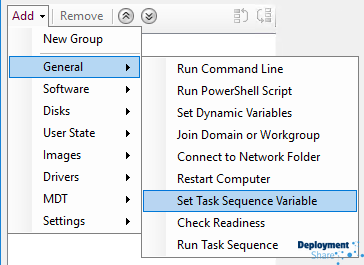 Add
Remove
New Group
General
Software
Disks
User State
Images
Drivers
MDT
Settings
Run Command Line
Run PowerShell Script
Set Dynamic Variables
Join Domain or Workgroup
Connect to Network Folder
Restart Computer
Set Task Sequence Variable
Check Readiness
Run Task Sequence
Deployment
Share